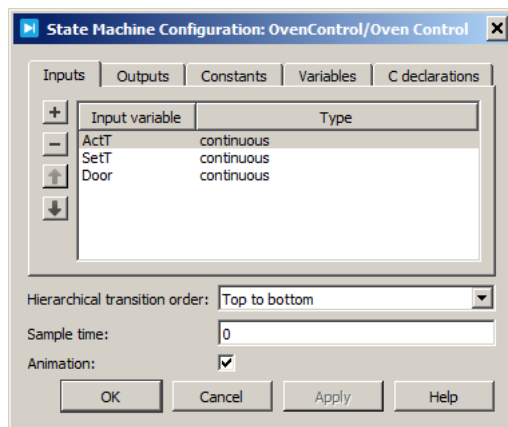 State Machine Configuration: OvenControl/Oven Control
Inputs Outputs Constants Variables C declarations
Input variable Type
ActT continuous
SetT continuous
Door continuous
Hierarchical transition order: Top to bottom
Sample time: 0
Animation:
OK Cancel Apply Help